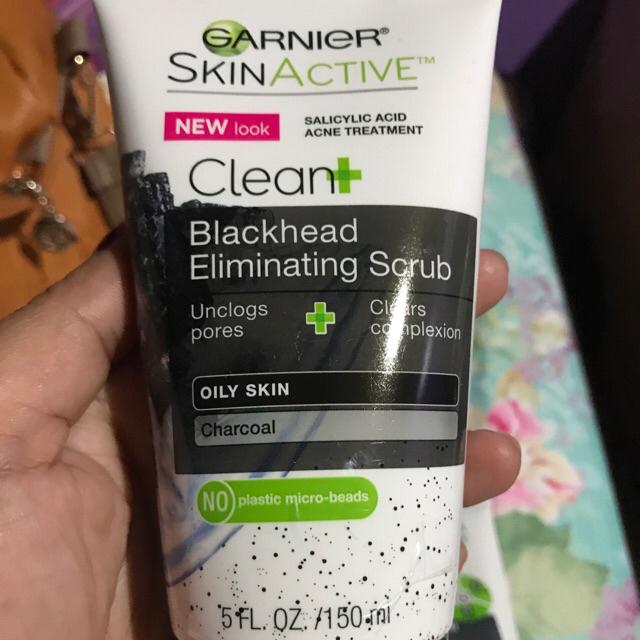 GARNIER®
SKINACTIVE™
NEW look
SALICYLIC ACID
ACNE TREATMENT
Clean+
Blackhead
Eliminating Scrub
Unclogs
pores
+
Clears
complexion
OILY SKIN
Charcoal
NO plastic micro-beads
5 FL. OZ. /150 ml